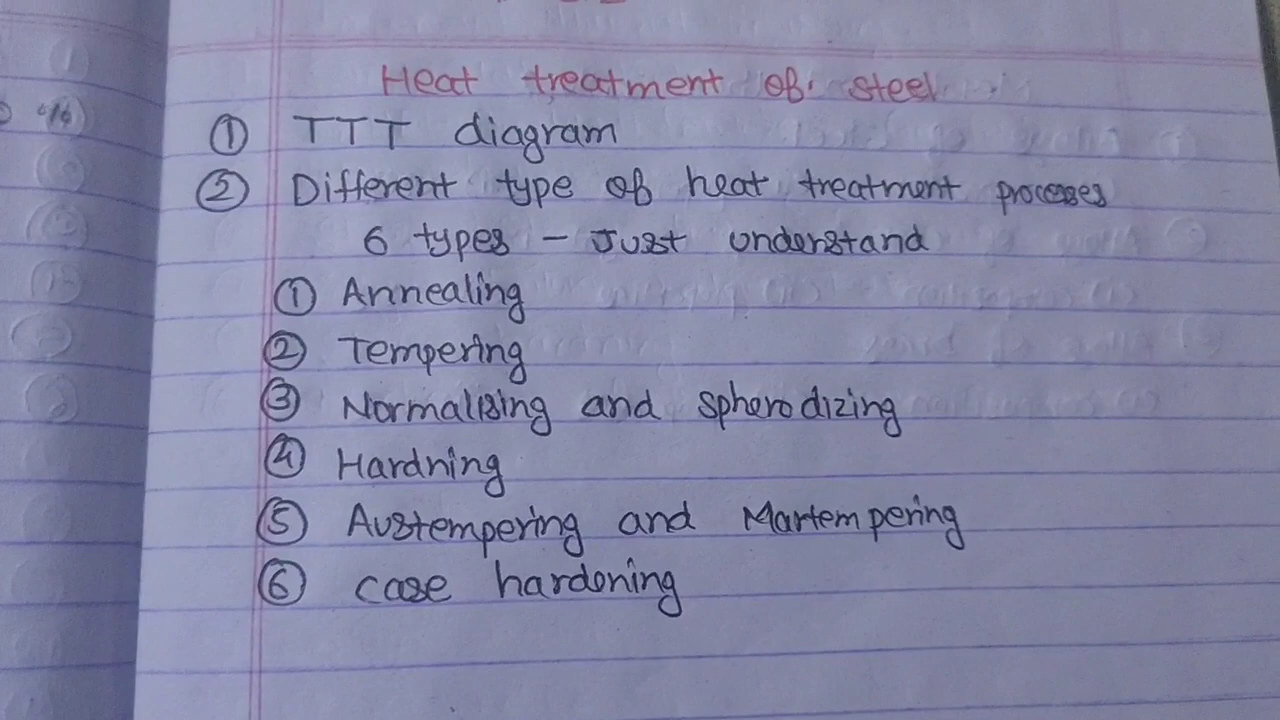 Heat treatment of steel
① TTT diagram
② Different type of heat treatment processes
6 types - Just understand
① Annealing
② Tempering
③ Normalising and spherodizing
④ Hardning
⑤ Austempering and Martempering
⑥ case hardening